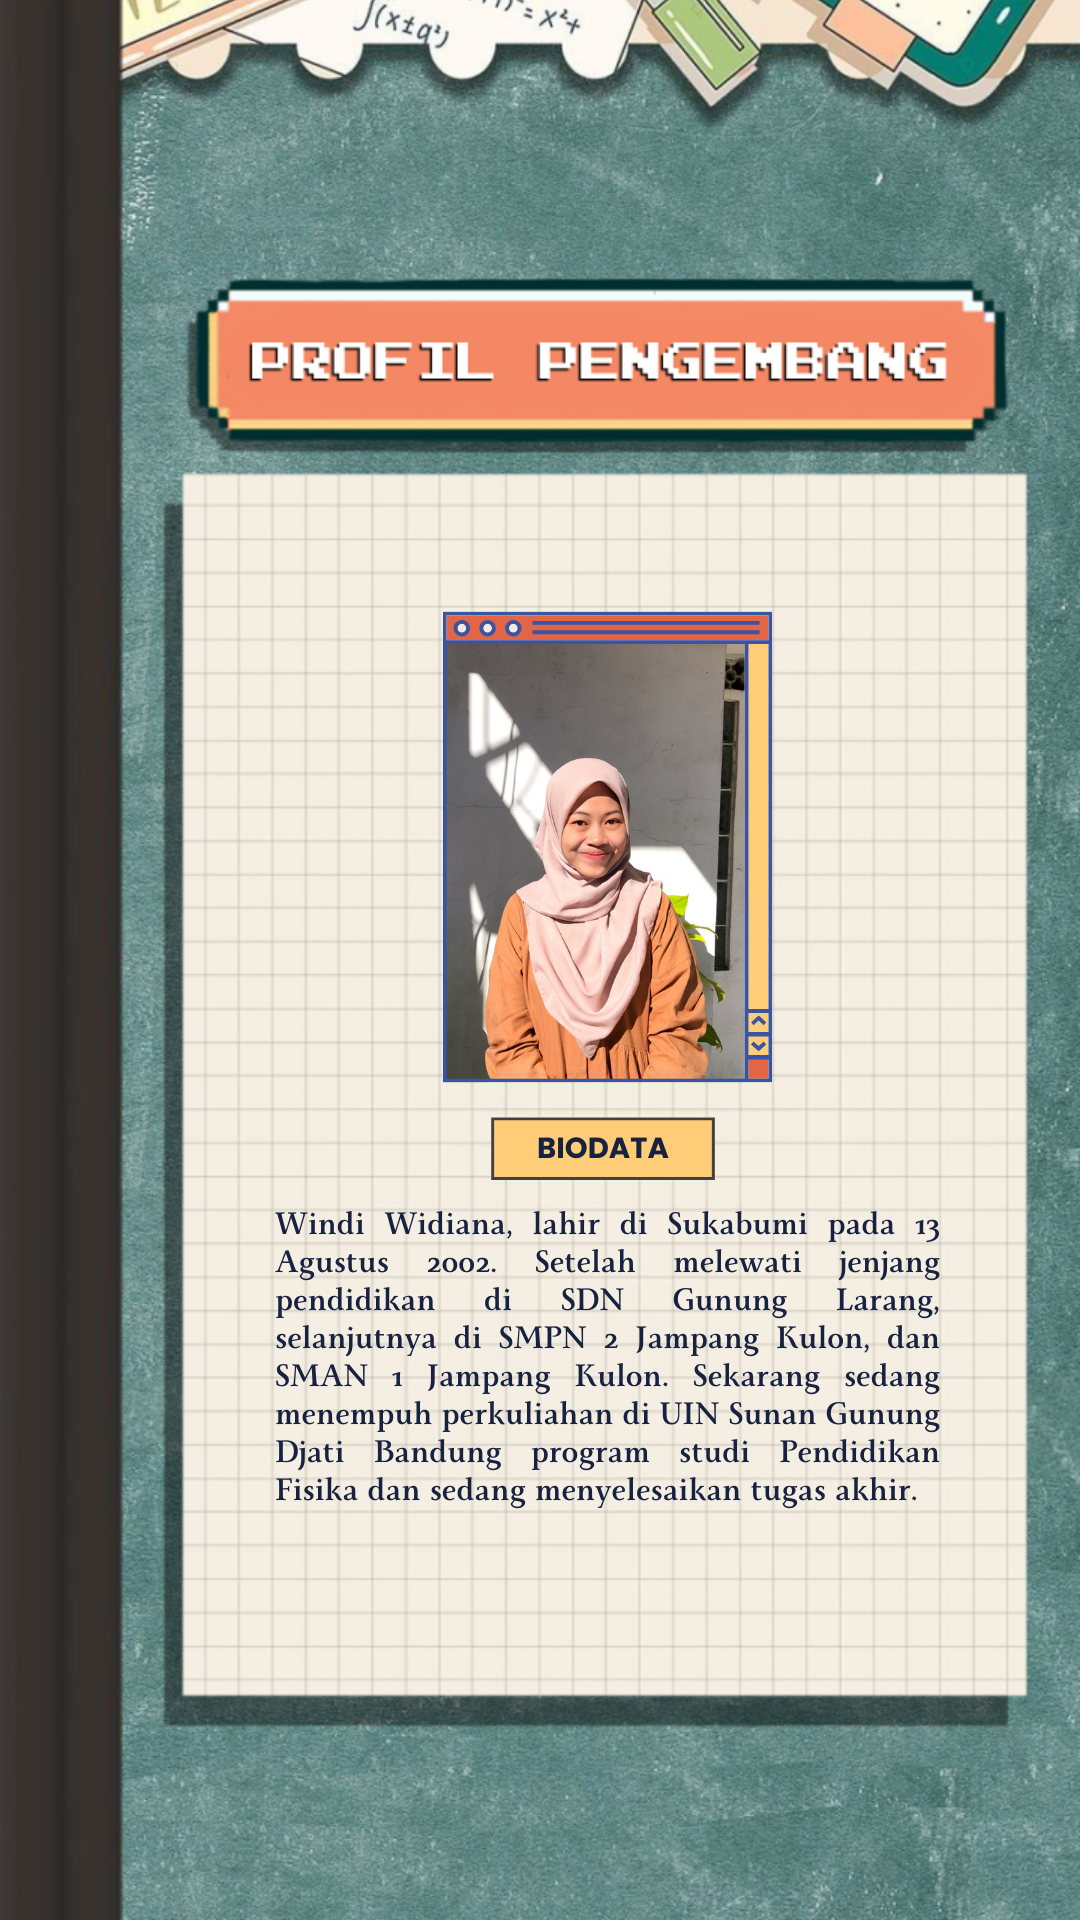 ∫(x±a²)
= x²+
PROFIL PENGEMBANG
BIODATA
Windi Widiana, lahir di Sukabumi pada 13
Agustus 2002. Setelah melewati jenjang
pendidikan di SDN Gunung Larang,
selanjutnya di SMPN 2 Jampang Kulon, dan
SMAN 1 Jampang Kulon. Sekarang sedang
menempuh perkuliahan di UIN Sunan Gunung
Djati Bandung program studi Pendidikan
Fisika dan sedang menyelesaikan tugas akhir.